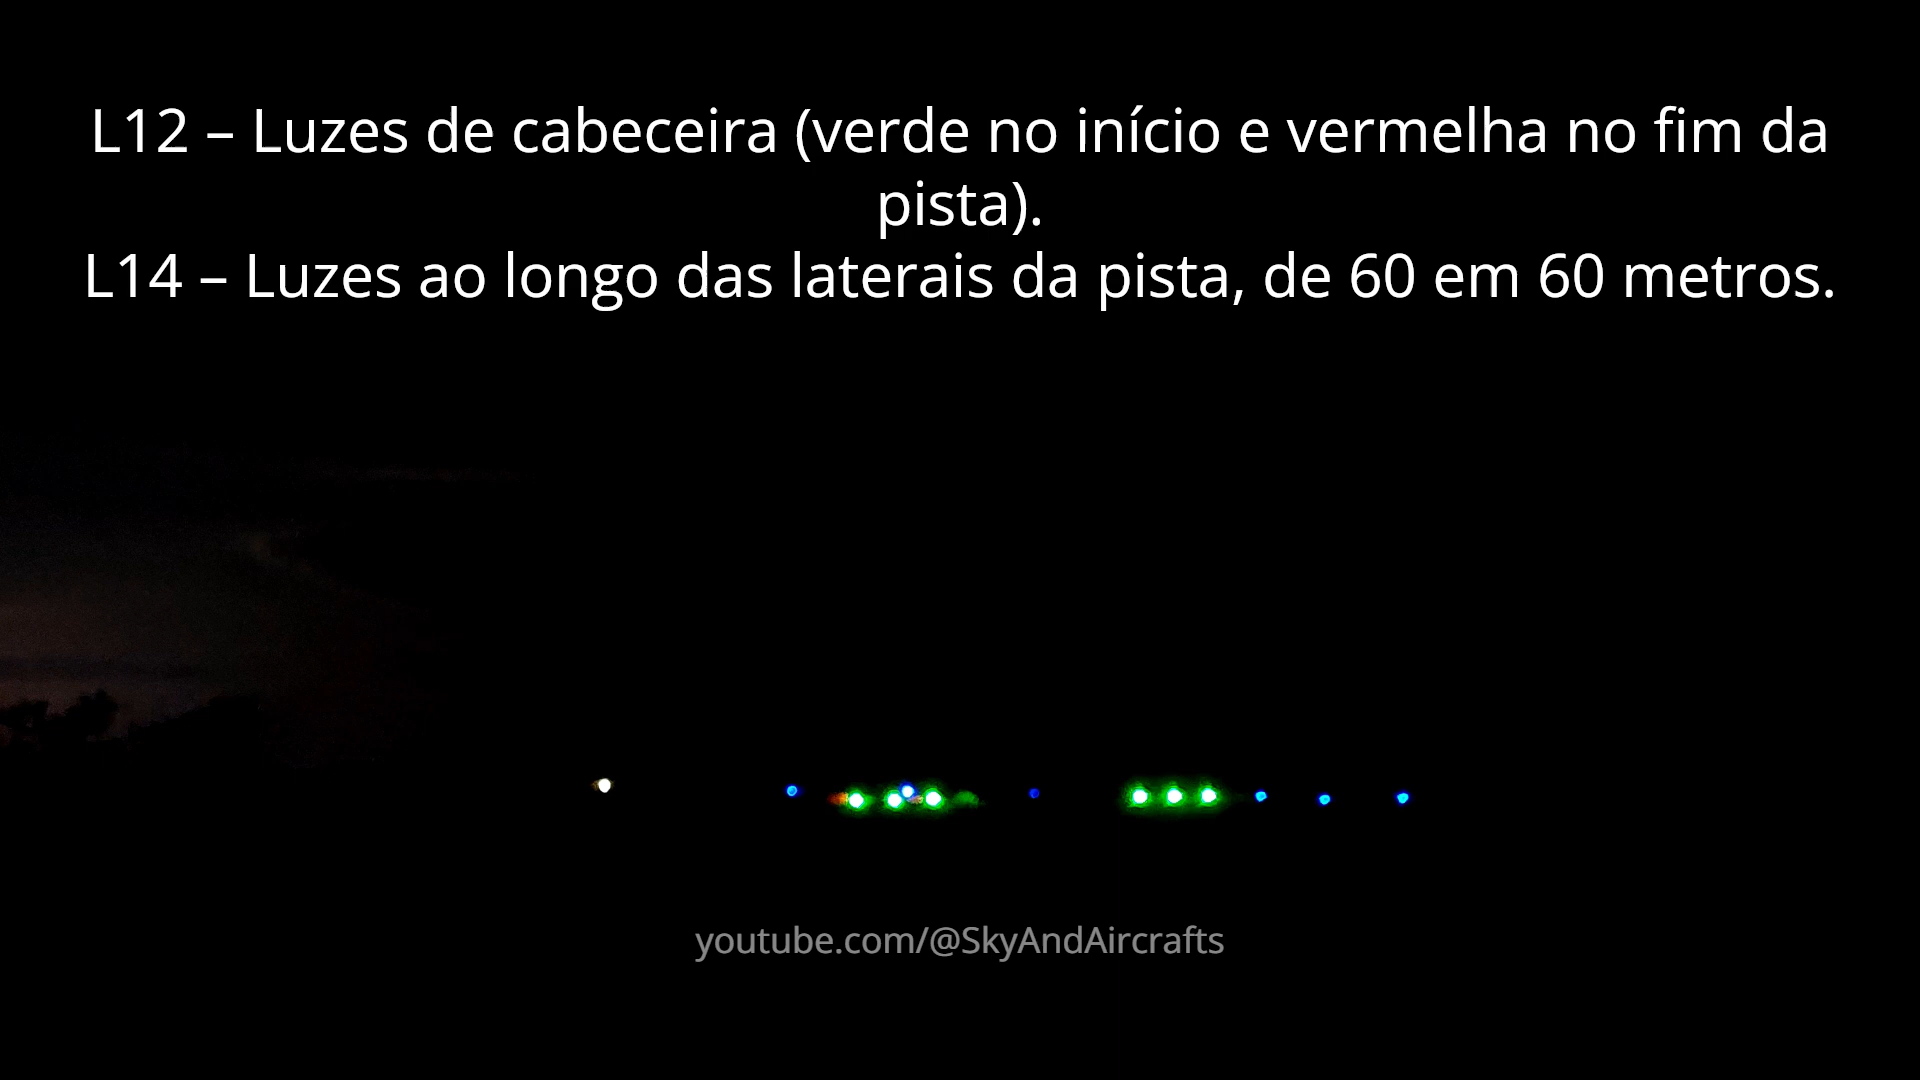 L12 – Luzes de cabeceira (verde no início e vermelha no fim da
pista).
L14 – Luzes ao longo das laterais da pista, de 60 em 60 metros.
youtube.com/@SkyAndAircrafts